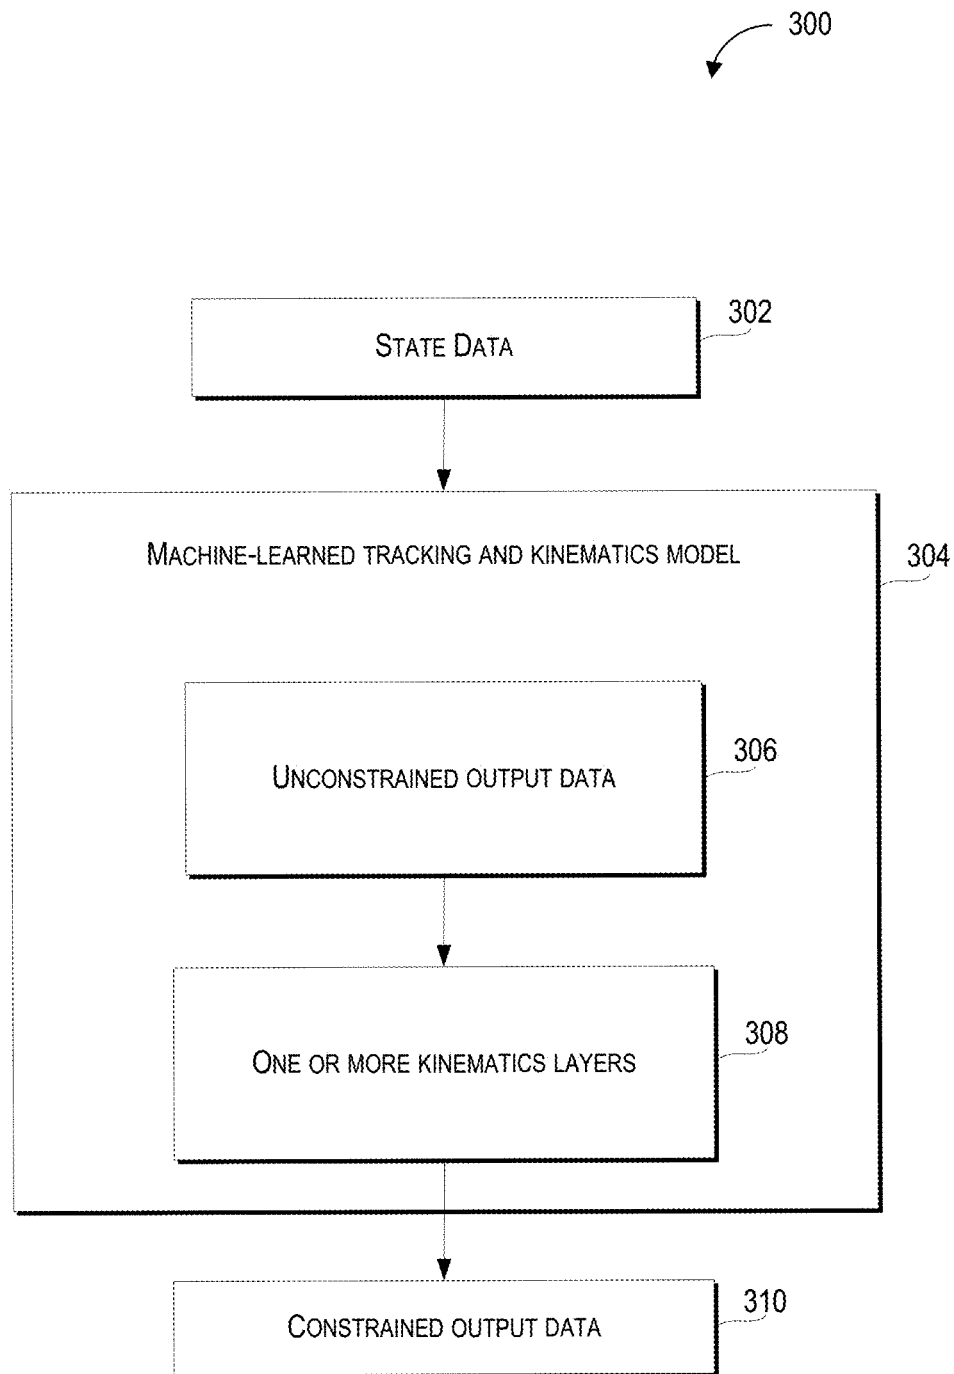 300
302
STATE DATA
MACHINE-LEARNED TRACKING AND KINEMATICS MODEL
304
306
UNCONSTRAINED OUTPUT DATA
308
ONE OR MORE KINEMATICS LAYERS
310
CONSTRAINED OUTPUT DATA